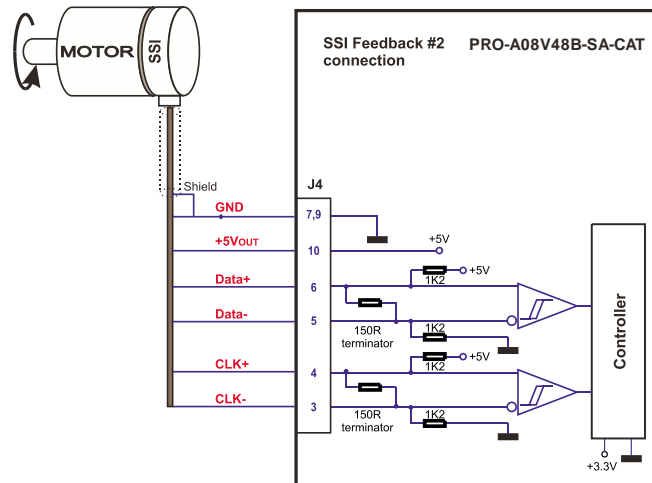 SSI Feedback #2
connection
PRO-A08V48B-SA-CAT
MOTOR
SSI
Shield
J4
GND
7,9
+5VOUT
10
+5V
Data+
6
+5V
1K2
Data-
5
150R
terminator
1K2
CLK+
4
+5V
1K2
CLK-
3
150R
terminator
1K2
Controller
+3.3V